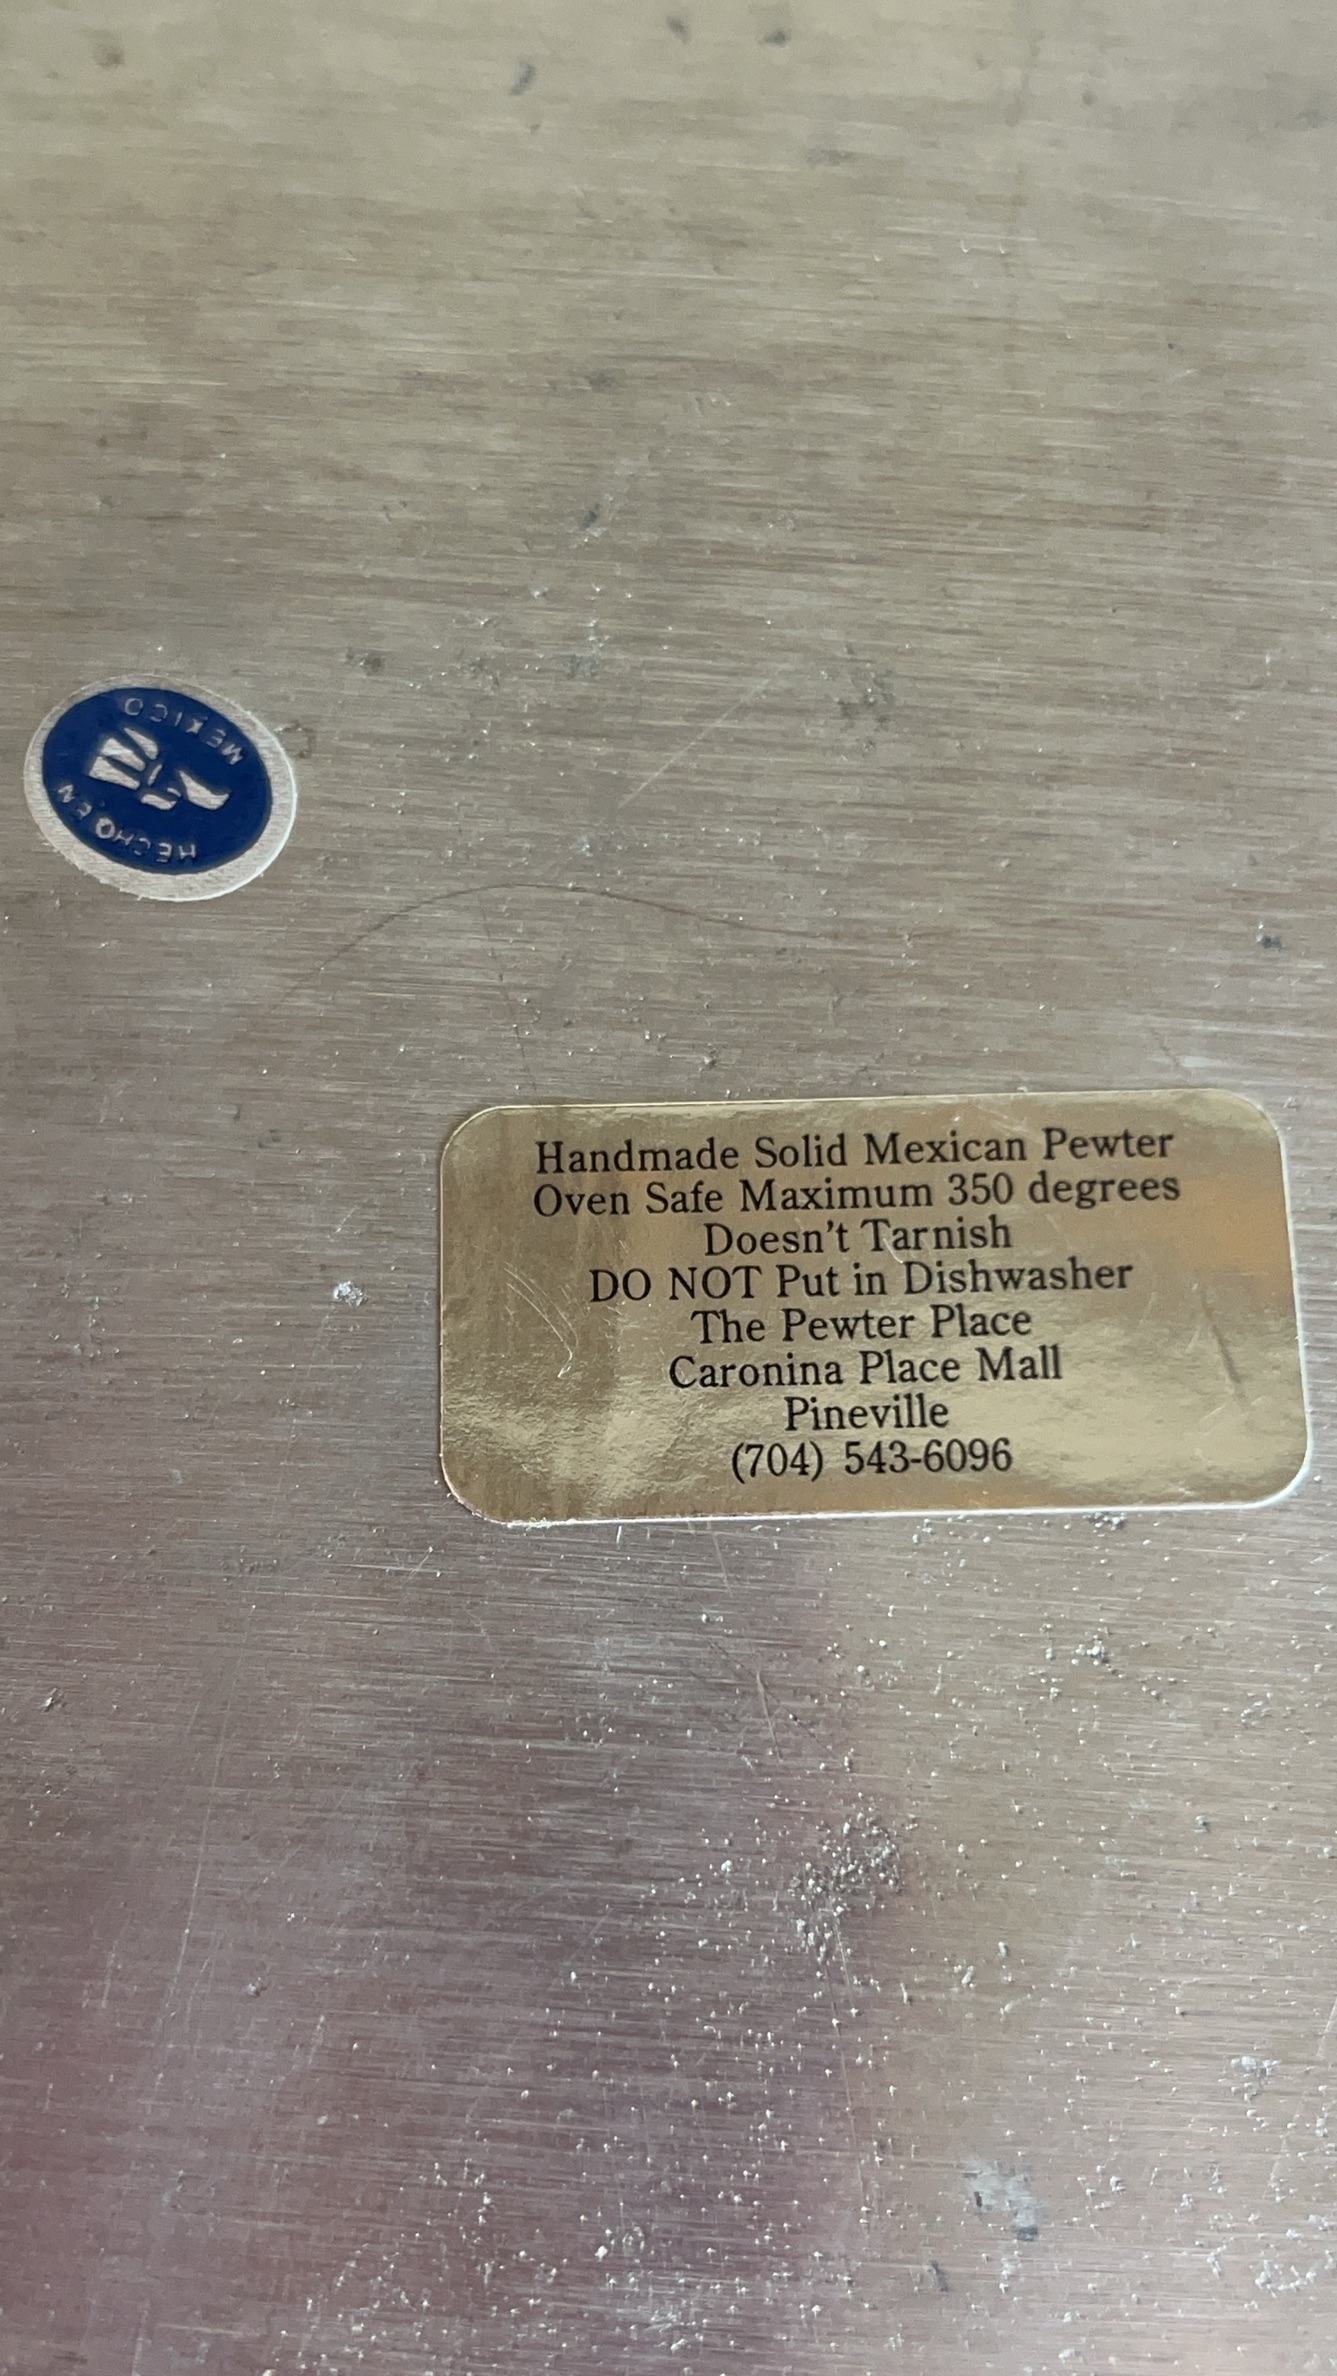 HECHO EN
MEXICO
Handmade Solid Mexican Pewter
Oven Safe Maximum 350 degrees
Doesn't Tarnish
DO NOT Put in Dishwasher
The Pewter Place
Caronina Place Mall
Pineville
(704) 543-6096